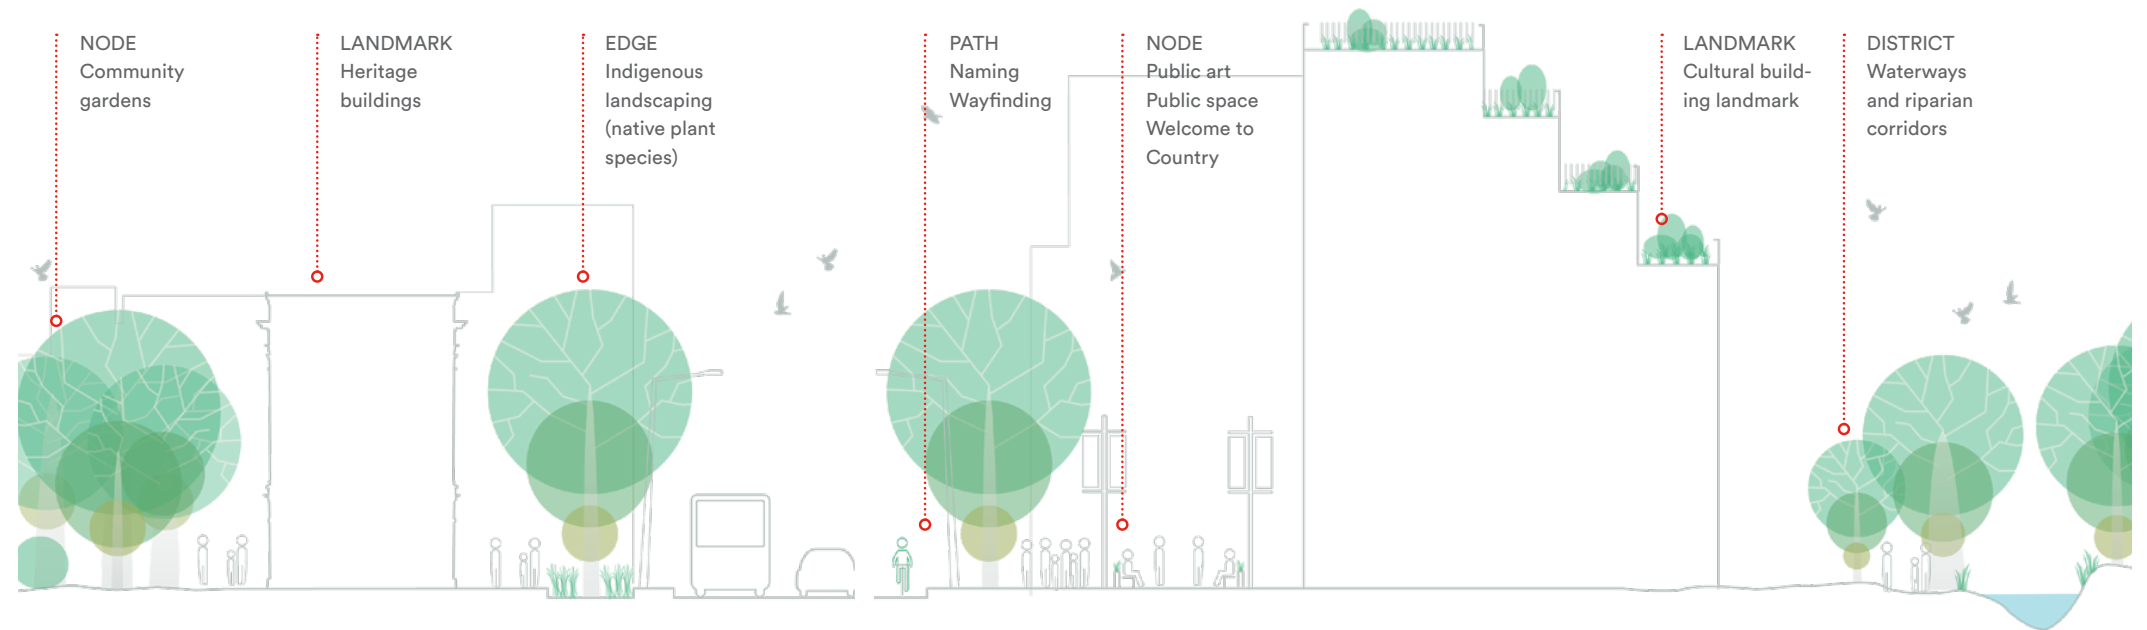 NODE
Community
gardens
LANDMARK
Heritage
buildings
EDGE
Indigenous
landscaping
(native plant
species)
PATH
Naming
Wayfinding
NODE
Public art
Public space
Welcome to
Country
LANDMARK
Cultural build-
ing landmark
DISTRICT
Waterways
and riparian
corridors